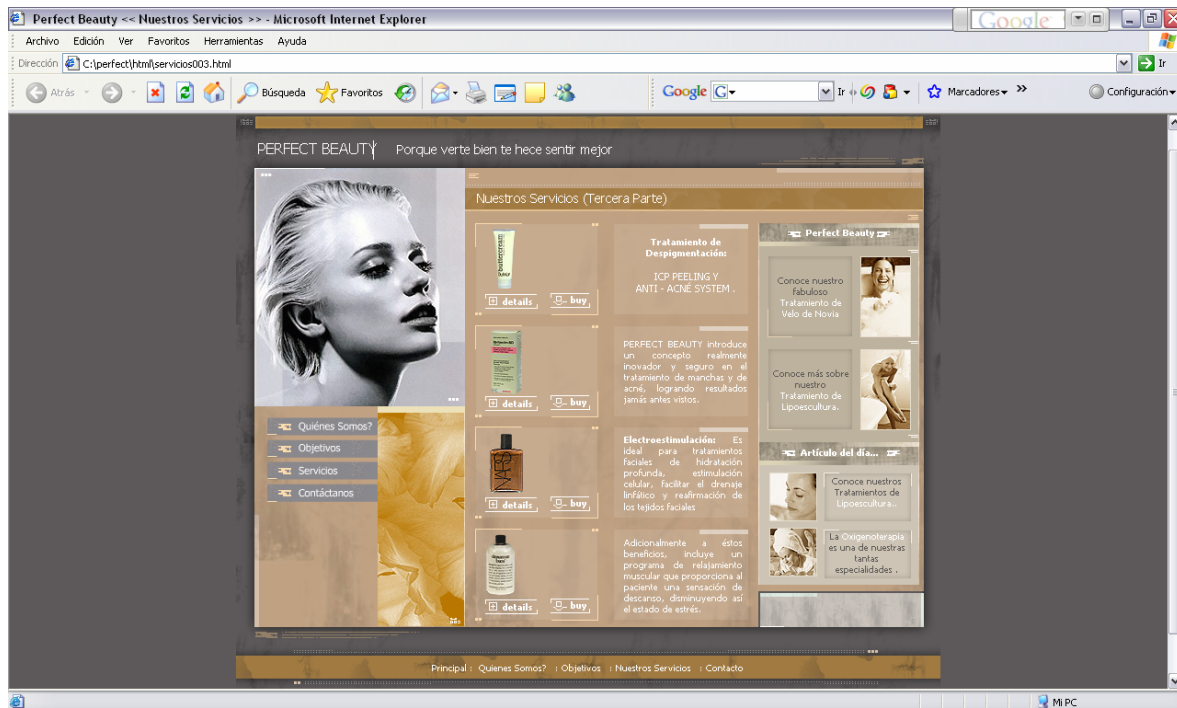 Perfect Beauty << Nuestros Servicios >> - Microsoft Internet Explorer
Google
Archivo Edición Ver Favoritos Herramientas Ayuda
Dirección C:\perfect\html\servicios003.html Ir
Atrás Búsqueda Favoritos Google G Ir Marcadores Configuración
PERFECT BEAUTY Porque verte bien te hece sentir mejor
Nuestros Servicios (Tercera Parte)
buttercream
details buy
Tratamiento de
Despigmentación:
ICP PEELING Y
ANTI - ACNÉ SYSTEM .
details buy
PERFECT BEAUTY introduce
un concepto realmente
inovador y seguro en el
tratamiento de manchas y de
acné, logrando resultados
jamás antes vistos.
NARS
details buy
Electroestimulación: Es
ideal para tratamientos
faciales de hidratación
profunda, estimulación
celular, facilitar el drenaje
linfático y reafirmación de
los tejidos faciales
details buy
Adicionalmente a éstos
beneficios, incluye un
programa de relajamiento
muscular que proporciona al
paciente una sensación de
descanso, disminuyendo así
el estado de estrés.
Perfect Beauty
Conoce nuestro
fabuloso
Tratamiento de
Velo de Novia
Conoce más sobre
nuestro
Tratamiento de
Lipoescultura.
Artículo del día...
Conoce nuestros
Tratamientos de
Lipoescultura..
La Oxigenoterapia
es una de nuestras
tantas
especialidades .
Quiénes Somos?
Objetivos
Servicios
Contáctanos
Principal : Quienes Somos? : Objetivos : Nuestros Servicios : Contacto
Mi PC